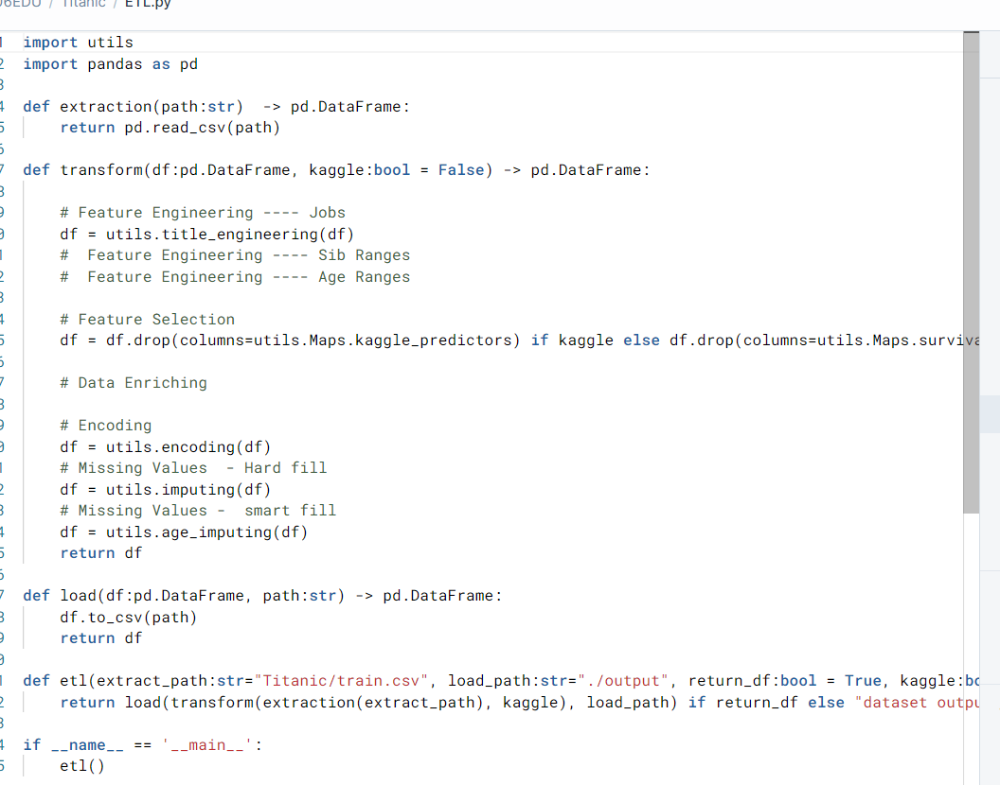 / Titanic / ETL.py
import utils
import pandas as pd
def extraction(path:str)  -> pd.DataFrame:
    return pd.read_csv(path)
def transform(df:pd.DataFrame, kaggle:bool = False) -> pd.DataFrame:
    # Feature Engineering ---- Jobs
    df = utils.title_engineering(df)
    #  Feature Engineering ---- Sib Ranges
    #  Feature Engineering ---- Age Ranges
    # Feature Selection
    df = df.drop(columns=utils.Maps.kaggle_predictors) if kaggle else df.drop(columns=utils.Maps.surviva
    # Data Enriching
    # Encoding
    df = utils.encoding(df)
    # Missing Values  - Hard fill
    df = utils.imputing(df)
    # Missing Values -  smart fill
    df = utils.age_imputing(df)
    return df
def load(df:pd.DataFrame, path:str) -> pd.DataFrame:
    df.to_csv(path)
    return df
def etl(extract_path:str="Titanic/train.csv", load_path:str="./output", return_df:bool = True, kaggle:bo
    return load(transform(extraction(extract_path), kaggle), load_path) if return_df else "dataset outpu
if __name__ == '__main__':
    etl()